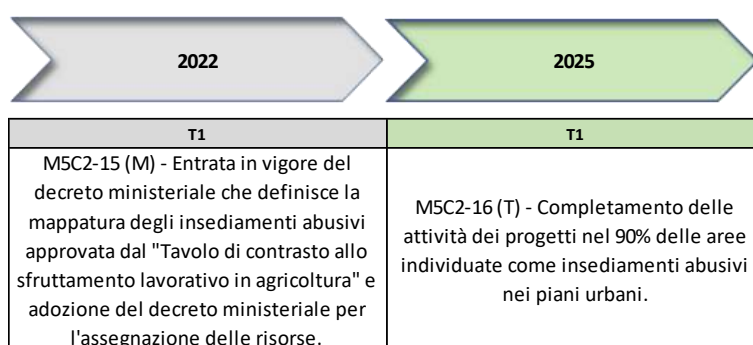 2022
2025
T1
T1
M5C2-15 (M) - Entrata in vigore del
decreto ministeriale che definisce la
mappatura degli insediamenti abusivi
approvata dal "Tavolo di contrasto allo
sfruttamento lavorativo in agricoltura" e
adozione del decreto ministeriale per
l'assegnazione delle risorse.
M5C2-16 (T) - Completamento delle
attività dei progetti nel 90% delle aree
individuate come insediamenti abusivi
nei piani urbani.